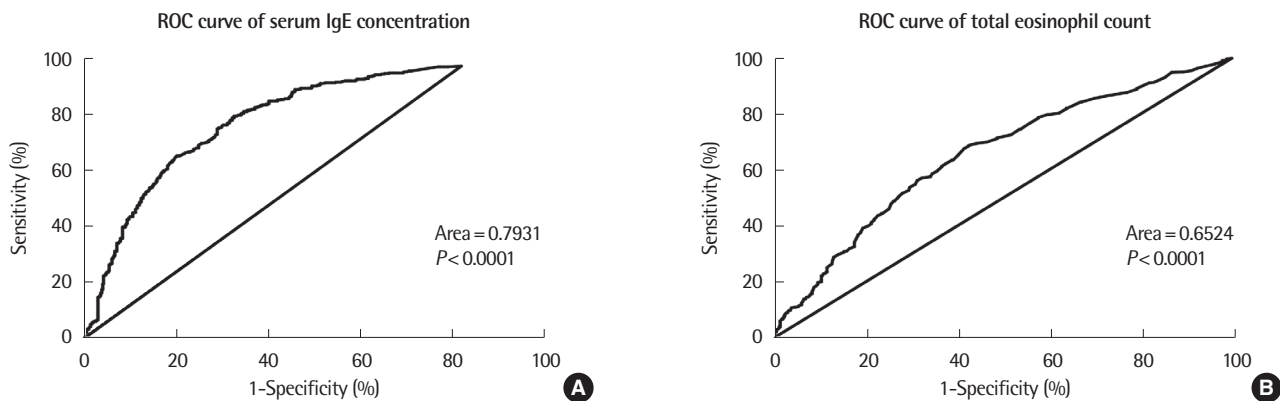 ROC curve of serum IgE concentration
100
80
60
40
20
0
Sensitivity (%)
Area = 0.7931
P < 0.0001
0 20 40 60 80 100
1-Specificity (%)
A
ROC curve of total eosinophil count
100
80
60
40
20
0
Sensitivity (%)
Area = 0.6524
P < 0.0001
0 20 40 60 80 100
1-Specificity (%)
B